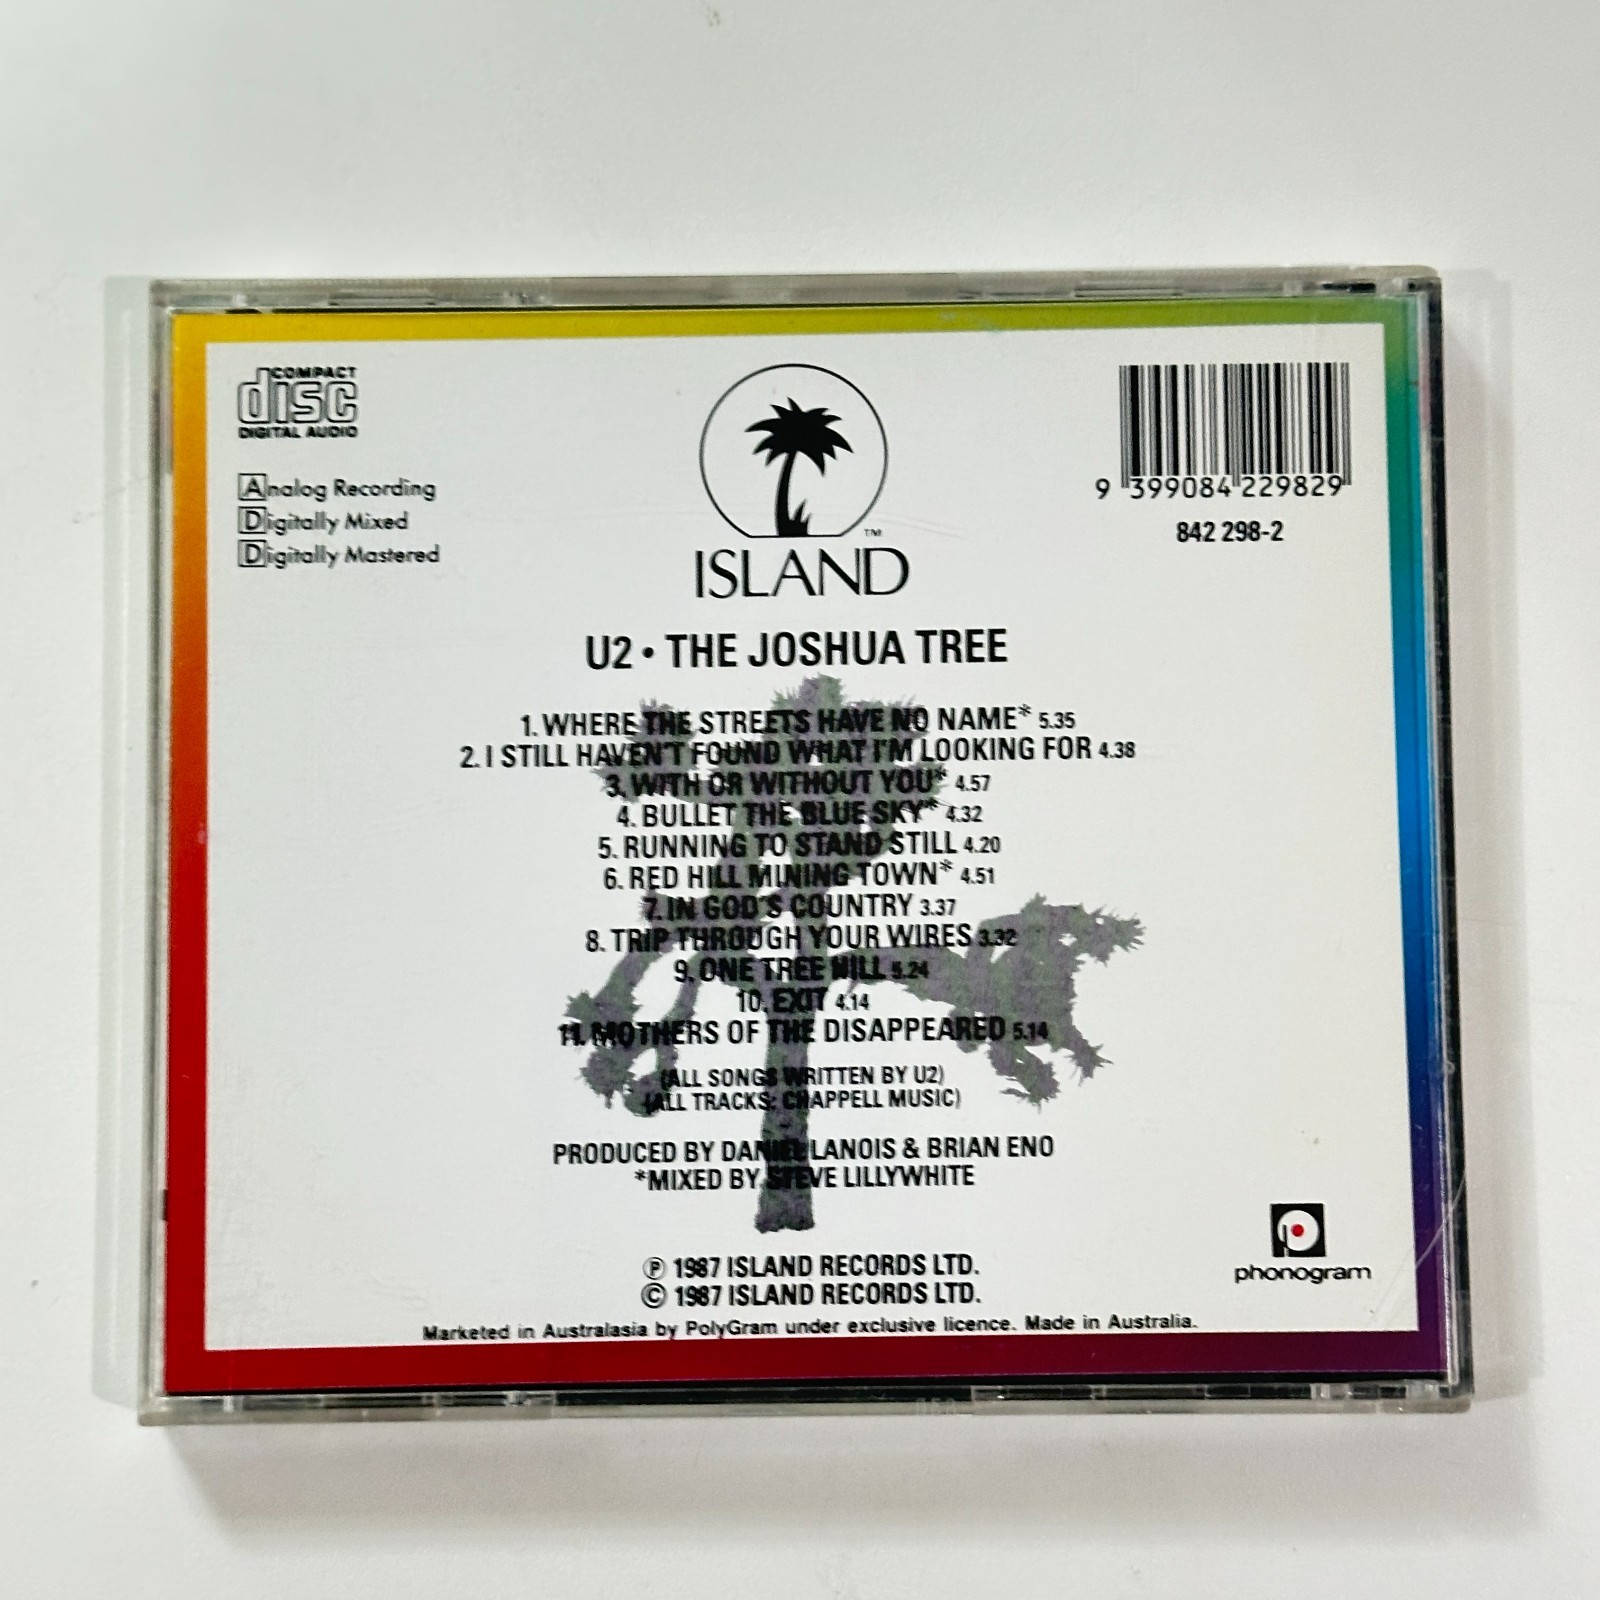 COMPACT
disc
DIGITAL AUDIO
Analog Recording
Digitally Mixed
Digitally Mastered
TM
ISLAND
9 399084 229829
842 298-2
U2 • THE JOSHUA TREE
1. WHERE THE STREETS HAVE NO NAME* 5.35
2. I STILL HAVEN'T FOUND WHAT I'M LOOKING FOR 4.38
3. WITH OR WITHOUT YOU* 4.57
4. BULLET THE BLUE SKY* 4.32
5. RUNNING TO STAND STILL 4.20
6. RED HILL MINING TOWN* 4.51
7. IN GOD'S COUNTRY 3.37
8. TRIP THROUGH YOUR WIRES 3.32
9. ONE TREE HILL 5.24
10. EXIT 4.14
11. MOTHERS OF THE DISAPPEARED 5.14
(ALL SONGS WRITTEN BY U2)
(ALL TRACKS: CHAPPELL MUSIC)
PRODUCED BY DANIEL LANOIS & BRIAN ENO
*MIXED BY STEVE LILLYWHITE
℗ 1987 ISLAND RECORDS LTD.
© 1987 ISLAND RECORDS LTD.
phonogram
Marketed in Australasia by PolyGram under exclusive licence. Made in Australia.